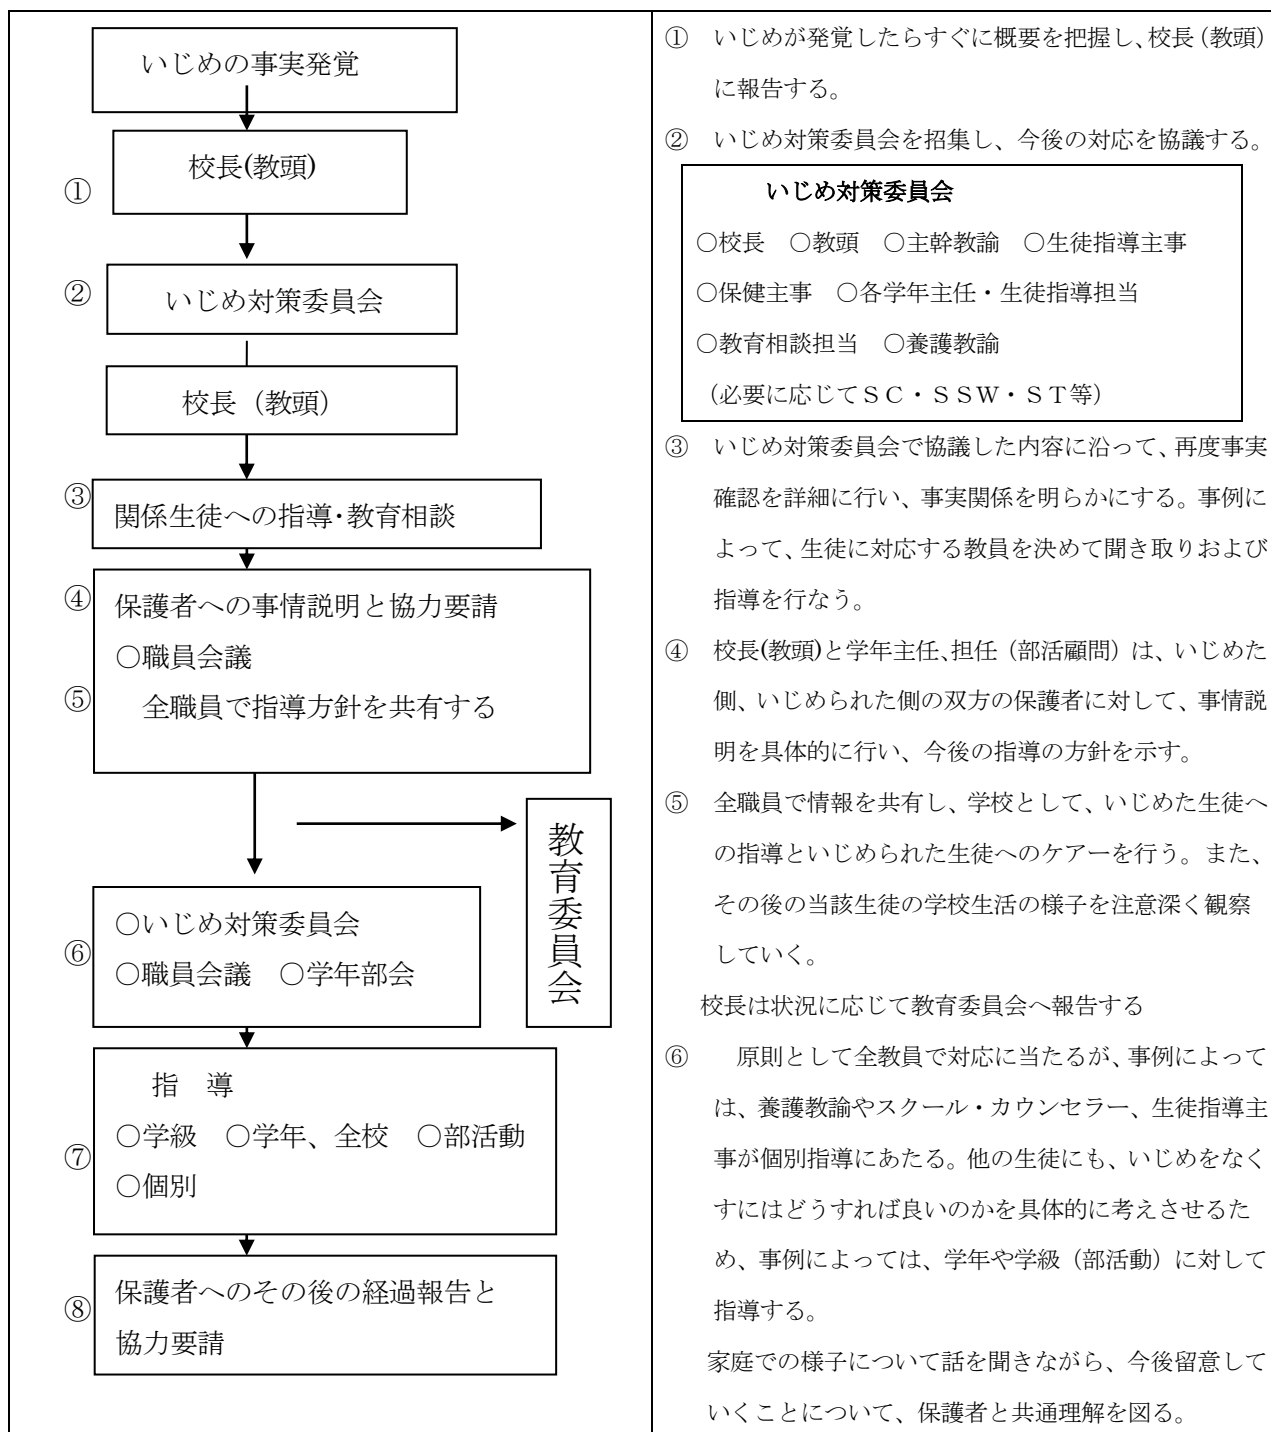 いじめの事実発覚
校長(教頭)
①
② いじめ対策委員会
校長（教頭）
③
関係生徒への指導･教育相談
④ 保護者への事情説明と協力要請
○職員会議
⑤ 全職員で指導方針を共有する
教育委員会
○いじめ対策委員会
⑥
○職員会議　○学年部会
指　導
○学級　○学年、全校　○部活動
⑦
○個別
保護者へのその後の経過報告と
⑧
協力要請
①　いじめが発覚したらすぐに概要を把握し、校長（教頭）
に報告する。
②　いじめ対策委員会を招集し、今後の対応を協議する。
いじめ対策委員会
○校長　○教頭　○主幹教諭　○生徒指導主事
○保健主事　○各学年主任・生徒指導担当
○教育相談担当　○養護教諭
（必要に応じてＳＣ・ＳＳＷ・ＳＴ等）
③　いじめ対策委員会で協議した内容に沿って、再度事実
確認を詳細に行い、事実関係を明らかにする。事例に
よって、生徒に対応する教員を決めて聞き取りおよび
指導を行なう。
④　校長(教頭)と学年主任、担任（部活顧問）は、いじめた
側、いじめられた側の双方の保護者に対して、事情説
明を具体的に行い、今後の指導の方針を示す。
⑤　全職員で情報を共有し、学校として、いじめた生徒へ
の指導といじめられた生徒へのケアーを行う。また、
その後の当該生徒の学校生活の様子を注意深く観察
していく。
校長は状況に応じて教育委員会へ報告する
⑥　原則として全教員で対応に当たるが、事例によって
は、養護教諭やスクール・カウンセラー、生徒指導主
事が個別指導にあたる。他の生徒にも、いじめをなく
すにはどうすれば良いのかを具体的に考えさせるた
め、事例によっては、学年や学級（部活動）に対して
指導する。
家庭での様子について話を聞きながら、今後留意して
いくことについて、保護者と共通理解を図る。